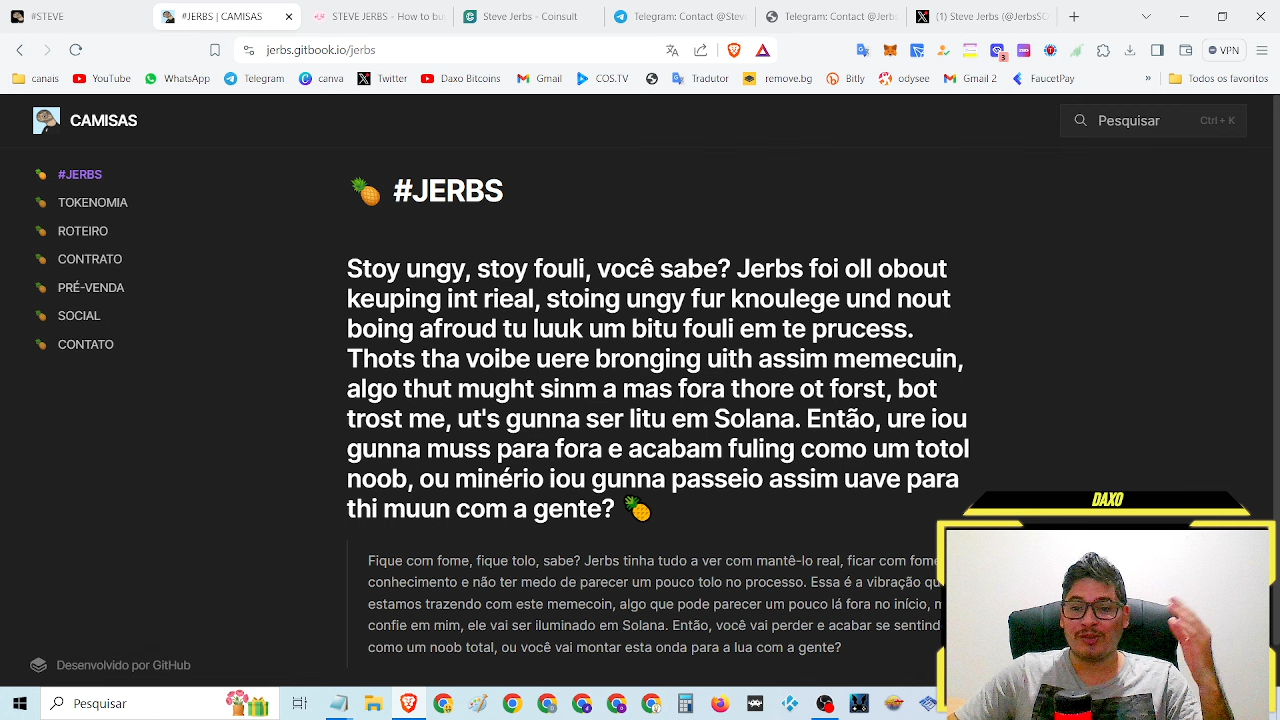 #STEVE
#JERBS | CAMISAS
STEVE JERBS - How to bu
Steve Jerbs - Coinsult
Telegram: Contact @Steve
Telegram: Contact @Jerbs
(1) Steve Jerbs (@JerbsSO
jerbs.gitbook.io/jerbs
3
VPN
canais
YouTube
WhatsApp
Telegram
canva
Twitter
Daxo Bitcoins
Gmail
COS.TV
Tradutor
remove.bg
Bitly
odysee
Gmail 2
FaucetPay
»
Todos os favoritos
CAMISAS
Pesquisar
Ctrl + K
#JERBS
TOKENOMIA
ROTEIRO
CONTRATO
PRÉ-VENDA
SOCIAL
CONTATO
#JERBS
Stoy ungy, stoy fouli, você sabe? Jerbs foi oll obout
keuping int rieal, stoing ungy fur knoulege und nout
boing afroud tu luuk um bitu fouli em te prucess.
Thots tha voibe uere bronging uith assim memecuin,
algo thut mught sinm a mas fora thore ot forst, bot
trost me, ut's gunna ser litu em Solana. Então, ure iou
gunna muss para fora e acabam fuling como um totol
noob, ou minério iou gunna passeio assim uave para
thi muun com a gente?
Fique com fome, fique tolo, sabe? Jerbs tinha tudo a ver com mantê-lo real, ficar com fome
conhecimento e não ter medo de parecer um pouco tolo no processo. Essa é a vibração qu
estamos trazendo com este memecoin, algo que pode parecer um pouco lá fora no início, m
confie em mim, ele vai ser iluminado em Solana. Então, você vai perder e acabar se sentind
como um noob total, ou você vai montar esta onda para a lua com a gente?
DAXO
Desenvolvido por GitHub
Pesquisar